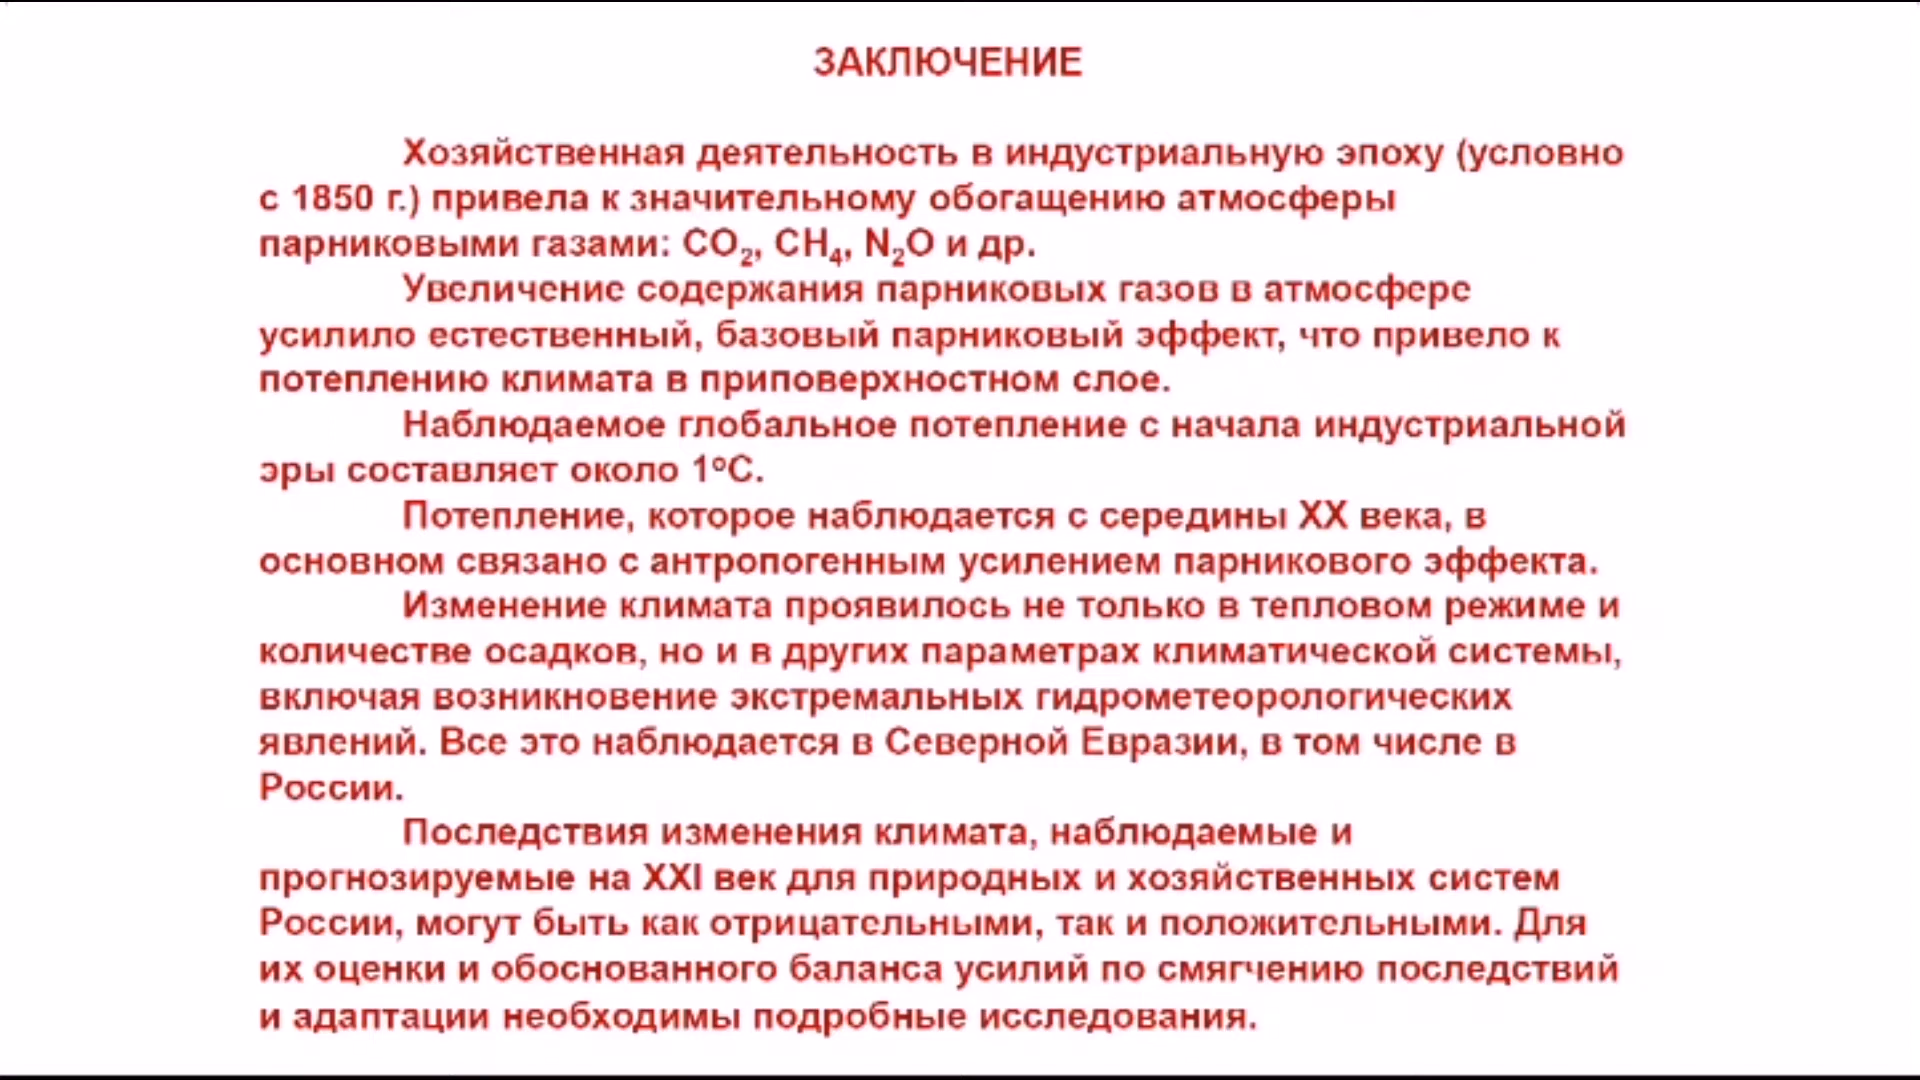 ЗАКЛЮЧЕНИЕ
Хозяйственная деятельность в индустриальную эпоху (условно
с 1850 г.) привела к значительному обогащению атмосферы
парниковыми газами: CO₂, CH₄, N₂O и др.
Увеличение содержания парниковых газов в атмосфере
усилило естественный, базовый парниковый эффект, что привело к
потеплению климата в приповерхностном слое.
Наблюдаемое глобальное потепление с начала индустриальной
эры составляет около 1ºС.
Потепление, которое наблюдается с середины XX века, в
основном связано с антропогенным усилением парникового эффекта.
Изменение климата проявилось не только в тепловом режиме и
количестве осадков, но и в других параметрах климатической системы,
включая возникновение экстремальных гидрометеорологических
явлений. Все это наблюдается в Северной Евразии, в том числе в
России.
Последствия изменения климата, наблюдаемые и
прогнозируемые на XXI век для природных и хозяйственных систем
России, могут быть как отрицательными, так и положительными. Для
их оценки и обоснованного баланса усилий по смягчению последствий
и адаптации необходимы подробные исследования.